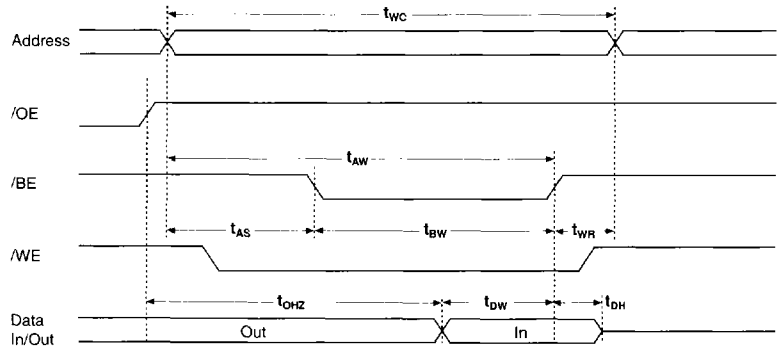 tWC
Address
/OE
tAW
/BE
tAS
tBW
tWR
/WE
tOHZ
tDW
tDH
Data
In/Out
Out
In